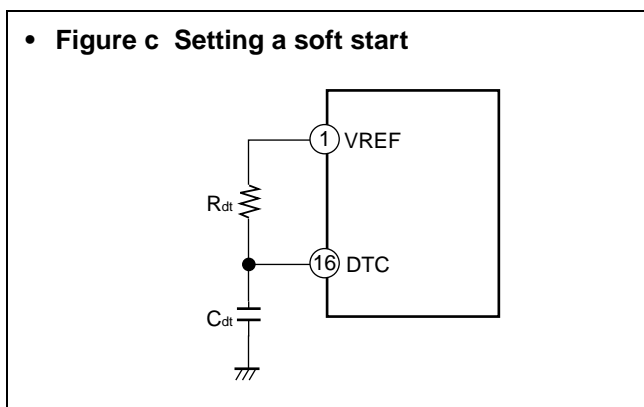 • Figure c Setting a soft start
1 VREF
Rdt
16 DTC
Cdt